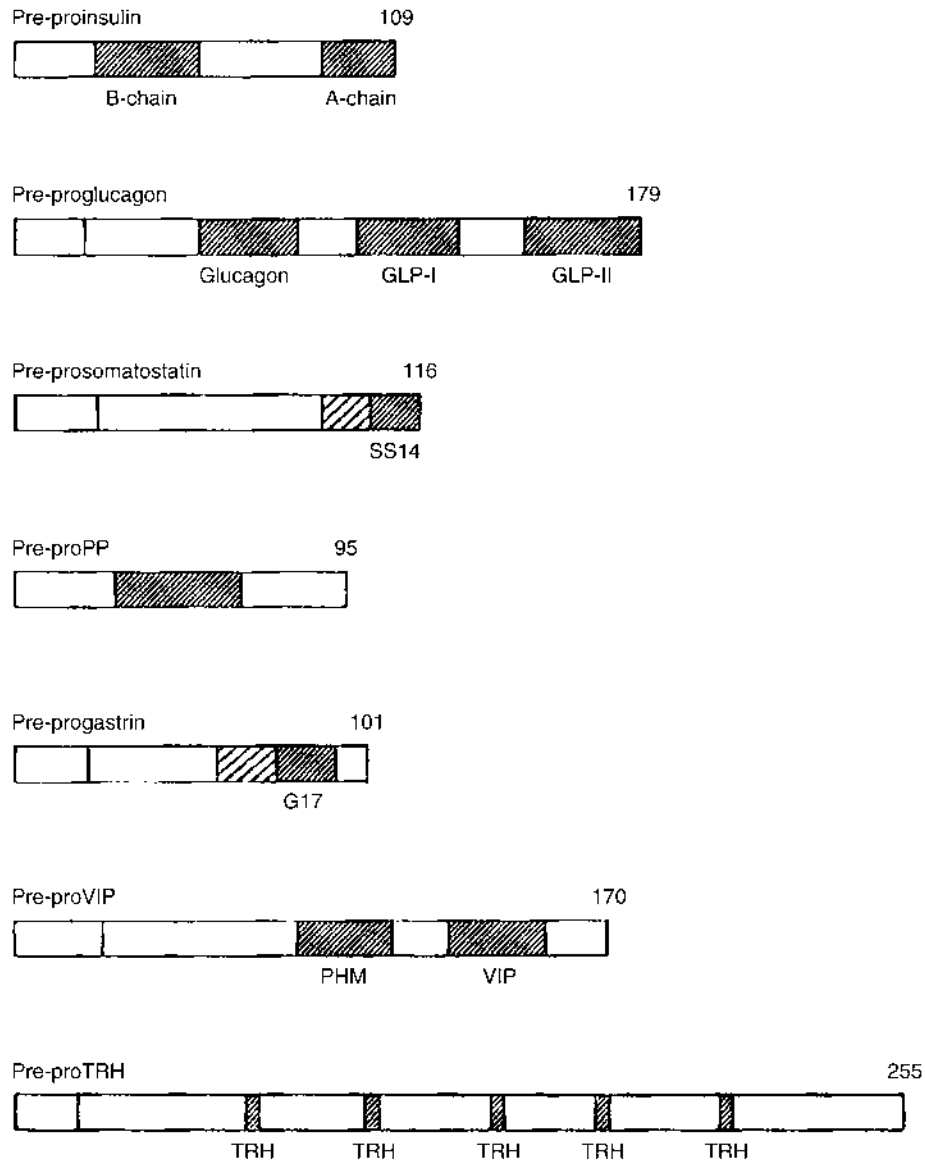 Pre-proinsulin 109
B-chain A-chain
Pre-proglucagon 179
Glucagon GLP-I GLP-II
Pre-prosomatostatin 116
SS14
Pre-proPP 95
Pre-progastrin 101
G17
Pre-proVIP 170
PHM VIP
Pre-proTRH 255
TRH TRH TRH TRH TRH